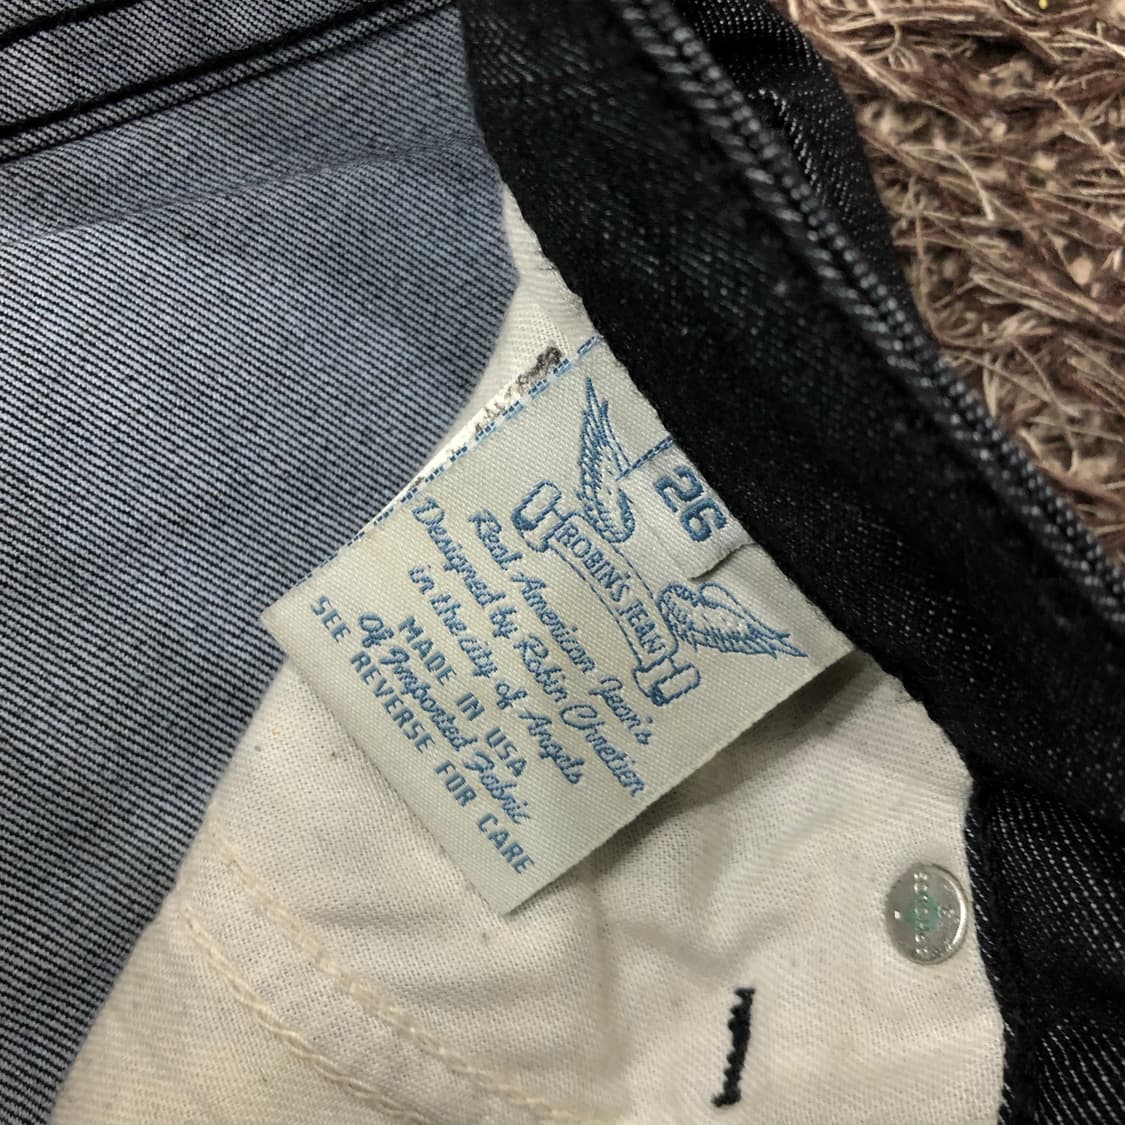 26
ROBIN'S JEAN
Real American Jean's
Designed by Robin Chretien
in the city of Angels
MADE IN USA
Of Imported Fabric
SEE REVERSE FOR CARE